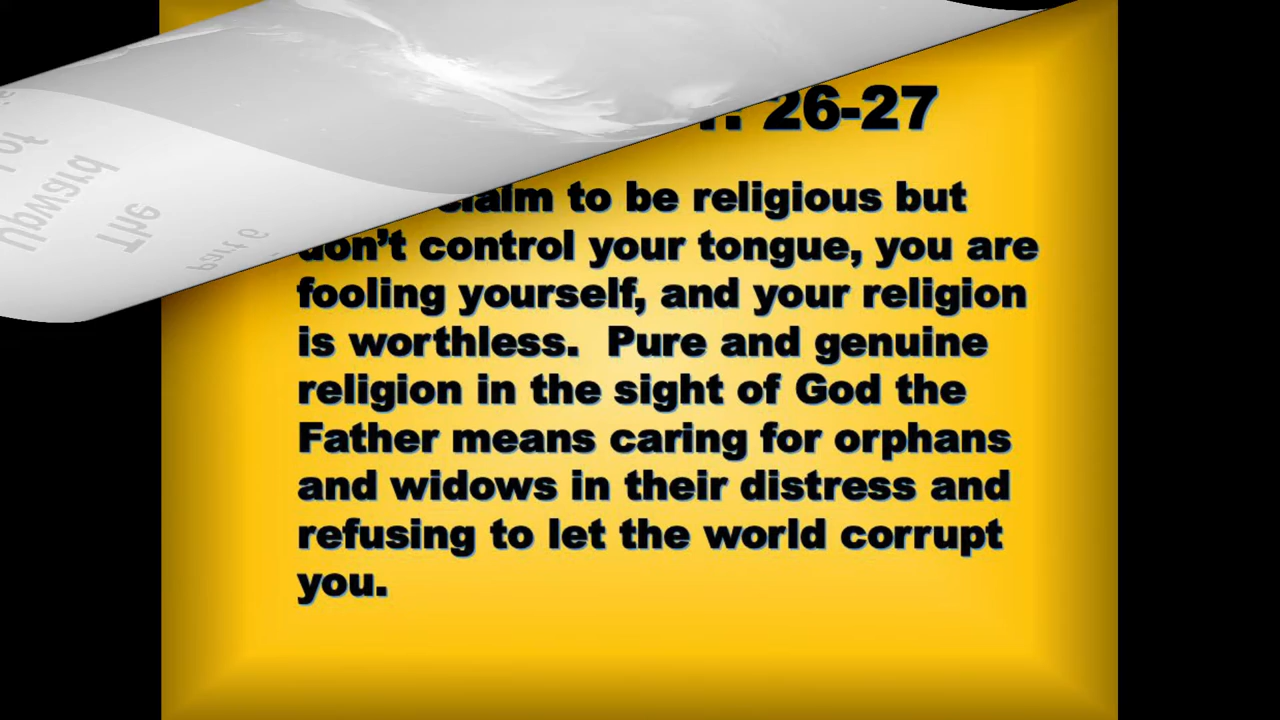 1: 26-27
claim to be religious but
don’t control your tongue, you are
fooling yourself, and your religion
is worthless.  Pure and genuine
religion in the sight of God the
Father means caring for orphans
and widows in their distress and
refusing to let the world corrupt
you.
The
upward